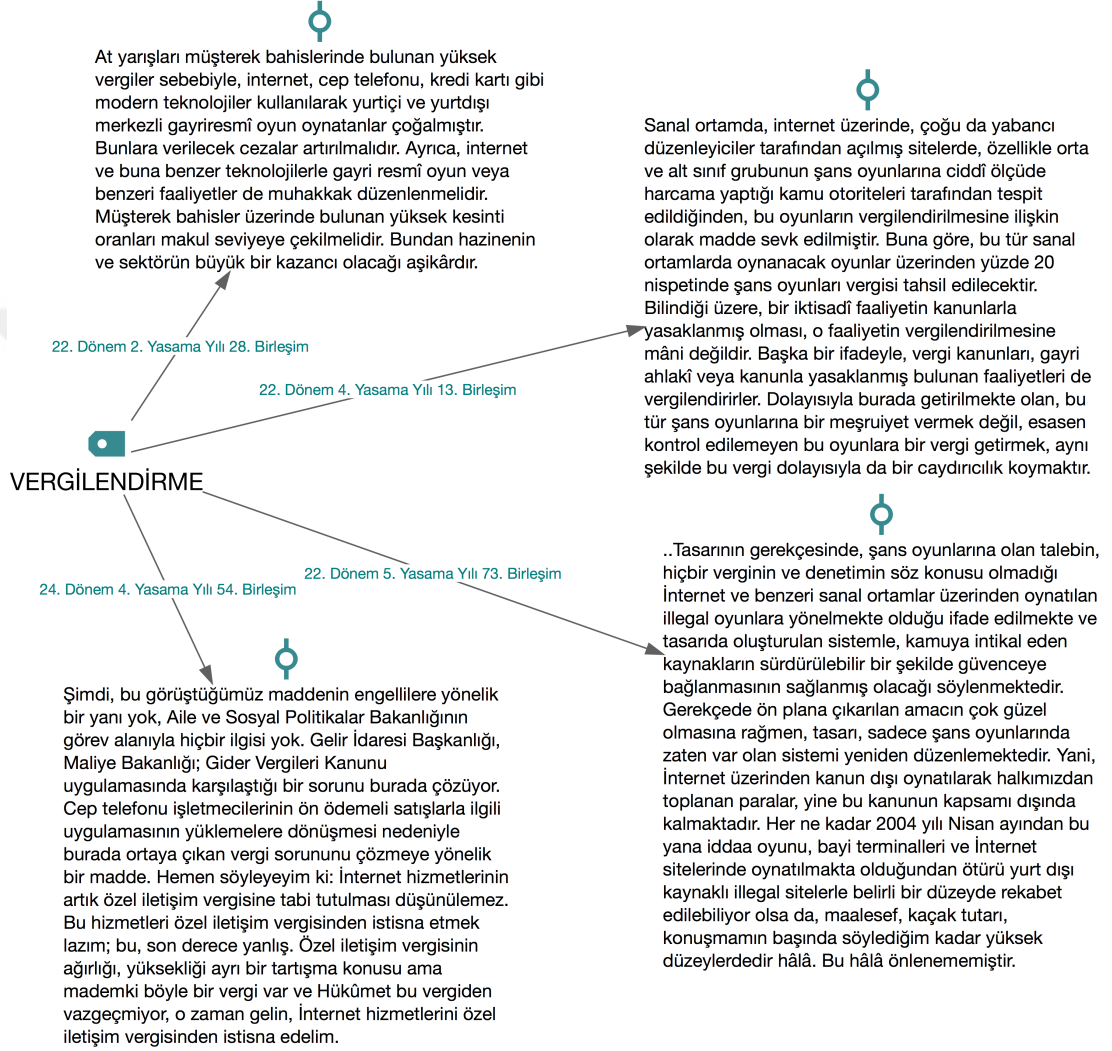 At yarışları müşterek bahislerinde bulunan yüksek
vergiler sebebiyle, internet, cep telefonu, kredi kartı gibi
modern teknolojiler kullanılarak yurtiçi ve yurtdışı
merkezli gayriresmî oyun oynatanlar çoğalmıştır.
Bunlara verilecek cezalar artırılmalıdır. Ayrıca, internet
ve buna benzer teknolojilerle gayri resmî oyun veya
benzeri faaliyetler de muhakkak düzenlenmelidir.
Müşterek bahisler üzerinde bulunan yüksek kesinti
oranları makul seviyeye çekilmelidir. Bundan hazinenin
ve sektörün büyük bir kazancı olacağı aşikârdır.
Sanal ortamda, internet üzerinde, çoğu da yabancı
düzenleyiciler tarafından açılmış sitelerde, özellikle orta
ve alt sınıf grubunun şans oyunlarına ciddî ölçüde
harcama yaptığı kamu otoriteleri tarafından tespit
edildiğinden, bu oyunların vergilendirilmesine ilişkin
olarak madde sevk edilmiştir. Buna göre, bu tür sanal
ortamlarda oynanacak oyunlar üzerinden yüzde 20
nispetinde şans oyunları vergisi tahsil edilecektir.
Bilindiği üzere, bir iktisadî faaliyetin kanunlarla
yasaklanmış olması, o faaliyetin vergilendirilmesine
mâni değildir. Başka bir ifadeyle, vergi kanunları, gayri
ahlakî veya kanunla yasaklanmış bulunan faaliyetleri de
vergilendirirler. Dolayısıyla burada getirilmekte olan, bu
tür şans oyunlarına bir meşruiyet vermek değil, esasen
kontrol edilemeyen bu oyunlara bir vergi getirmek, aynı
şekilde bu vergi dolayısıyla da bir caydırıcılık koymaktır.
22. Dönem 2. Yasama Yılı 28. Birleşim
22. Dönem 4. Yasama Yılı 13. Birleşim
VERGİLENDİRME
22. Dönem 5. Yasama Yılı 73. Birleşim
24. Dönem 4. Yasama Yılı 54. Birleşim
..Tasarının gerekçesinde, şans oyunlarına olan talebin,
hiçbir verginin ve denetimin söz konusu olmadığı
İnternet ve benzeri sanal ortamlar üzerinden oynatılan
illegal oyunlara yönelmekte olduğu ifade edilmekte ve
tasarıda oluşturulan sistemle, kamuya intikal eden
kaynakların sürdürülebilir bir şekilde güvenceye
bağlanmasının sağlanmış olacağı söylenmektedir.
Gerekçede ön plana çıkarılan amacın çok güzel
olmasına rağmen, tasarı, sadece şans oyunlarında
zaten var olan sistemi yeniden düzenlemektedir. Yani,
İnternet üzerinden kanun dışı oynatılarak halkımızdan
toplanan paralar, yine bu kanunun kapsamı dışında
kalmaktadır. Her ne kadar 2004 yılı Nisan ayından bu
yana iddaa oyunu, bayi terminalleri ve İnternet
sitelerinde oynatılmakta olduğundan ötürü yurt dışı
kaynaklı illegal sitelerle belirli bir düzeyde rekabet
edilebiliyor olsa da, maalesef, kaçak tutarı,
konuşmamın başında söylediğim kadar yüksek
düzeylerdedir hâlâ. Bu hâlâ önlenememiştir.
Şimdi, bu görüştüğümüz maddenin engellilere yönelik
bir yanı yok, Aile ve Sosyal Politikalar Bakanlığının
görev alanıyla hiçbir ilgisi yok. Gelir İdaresi Başkanlığı,
Maliye Bakanlığı; Gider Vergileri Kanunu
uygulamasında karşılaştığı bir sorunu burada çözüyor.
Cep telefonu işletmecilerinin ön ödemeli satışlarla ilgili
uygulamasının yüklemelere dönüşmesi nedeniyle
burada ortaya çıkan vergi sorununu çözmeye yönelik
bir madde. Hemen söyleyeyim ki: İnternet hizmetlerinin
artık özel iletişim vergisine tabi tutulması düşünülemez.
Bu hizmetleri özel iletişim vergisinden istisna etmek
lazım; bu, son derece yanlış. Özel iletişim vergisinin
ağırlığı, yüksekliği ayrı bir tartışma konusu ama
mademki böyle bir vergi var ve Hükûmet bu vergiden
vazgeçmiyor, o zaman gelin, İnternet hizmetlerini özel
iletişim vergisinden istisna edelim.